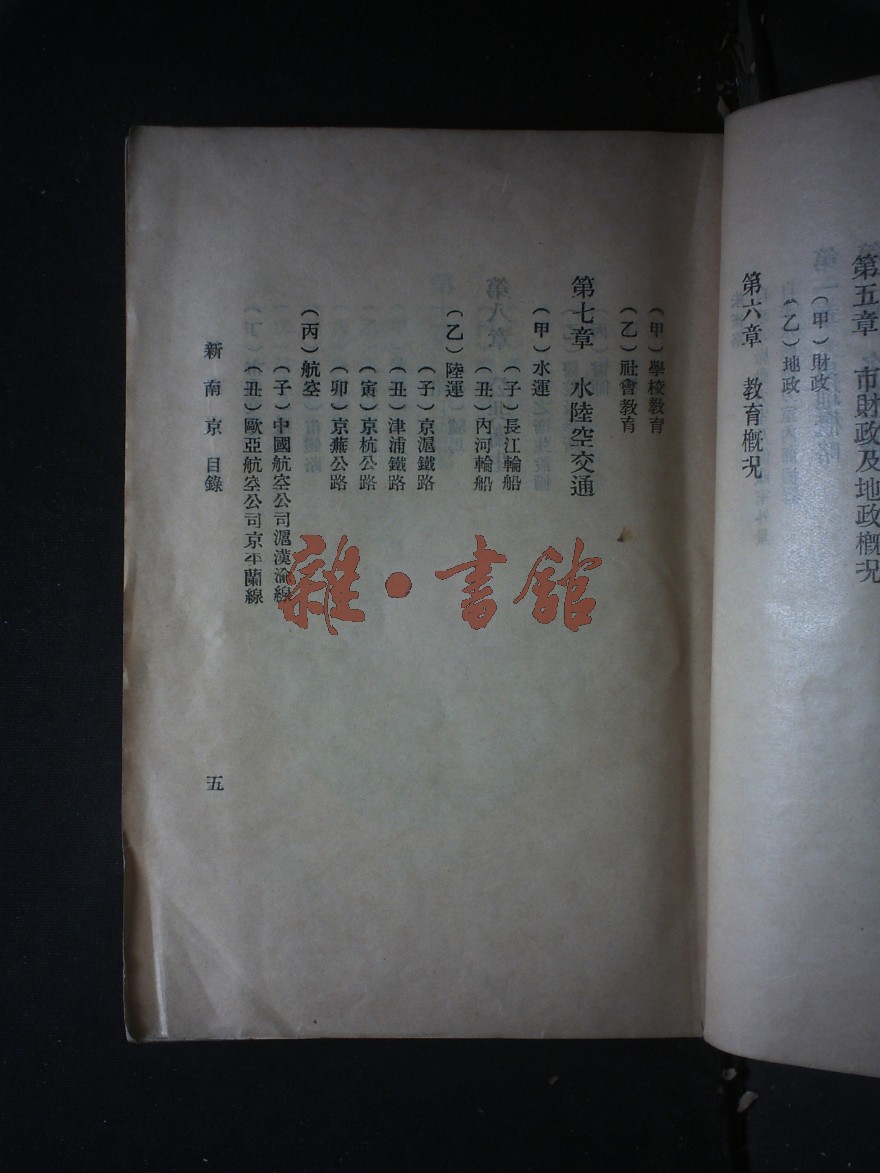 第五章　市財政及地政概況
（甲）財政
（乙）地政
第六章　教育概況
（甲）學校教育
（乙）社會教育
第七章　水陸空交通
（甲）水運
（子）長江輪船
（丑）內河輪船
（乙）陸運
（子）京滬鐵路
（丑）津浦鐵路
（寅）京杭公路
（卯）京蕪公路
（丙）航空
（子）中國航空公司滬漢渝線
（丑）歐亞航空公司京平蘭線
新南京目錄
五
雜·書館